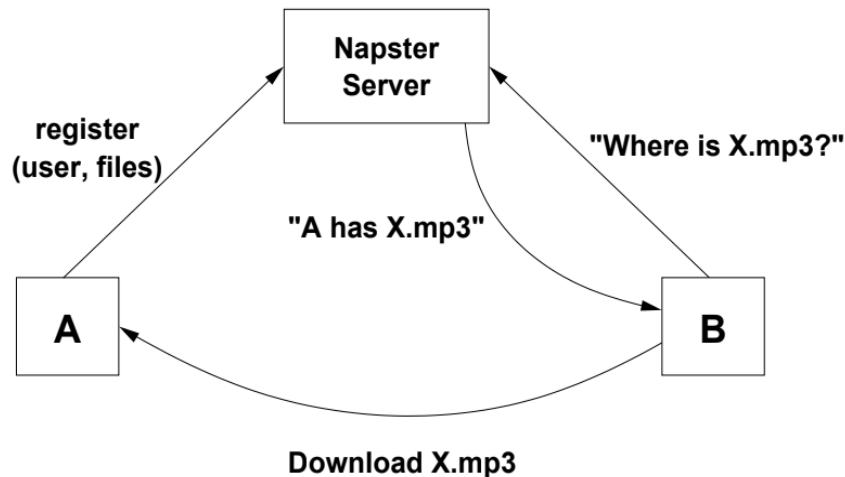 Napster
Server
register
(user, files)
"Where is X.mp3?"
"A has X.mp3"
A
B
Download X.mp3